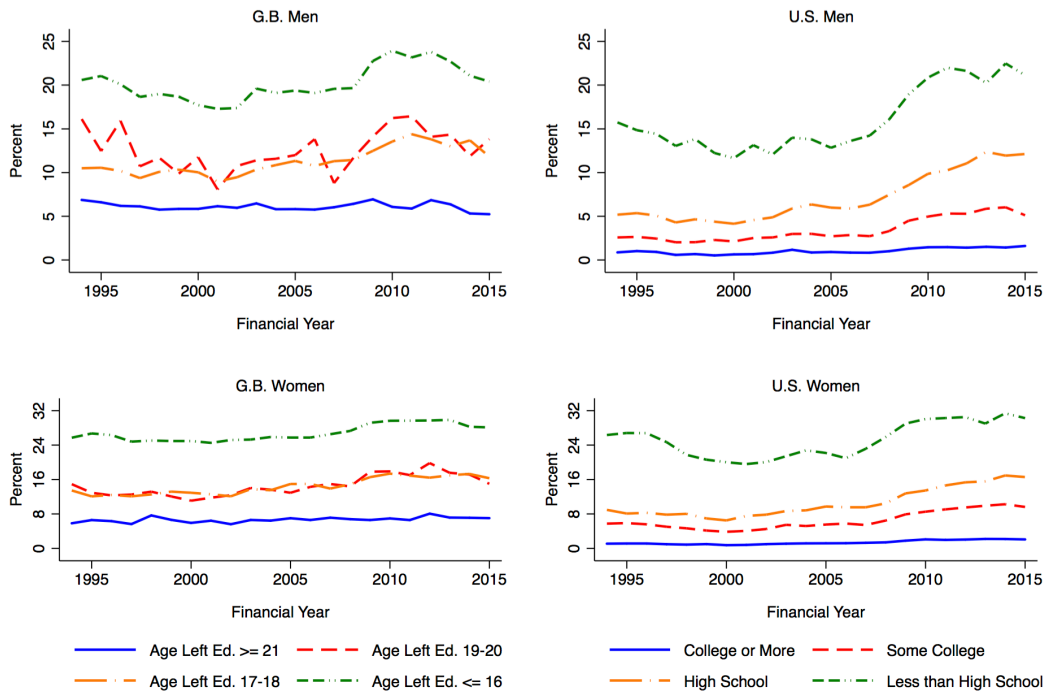 G.B. Men
25
20
15
10
5
0
Percent
1995 2000 2005 2010 2015
Financial Year
U.S. Men
25
20
15
10
5
0
Percent
1995 2000 2005 2010 2015
Financial Year
G.B. Women
32
24
16
8
0
Percent
1995 2000 2005 2010 2015
Financial Year
U.S. Women
32
24
16
8
0
Percent
1995 2000 2005 2010 2015
Financial Year
Age Left Ed. >= 21 Age Left Ed. 19-20
Age Left Ed. 17-18 Age Left Ed. <= 16
College or More Some College
High School Less than High School